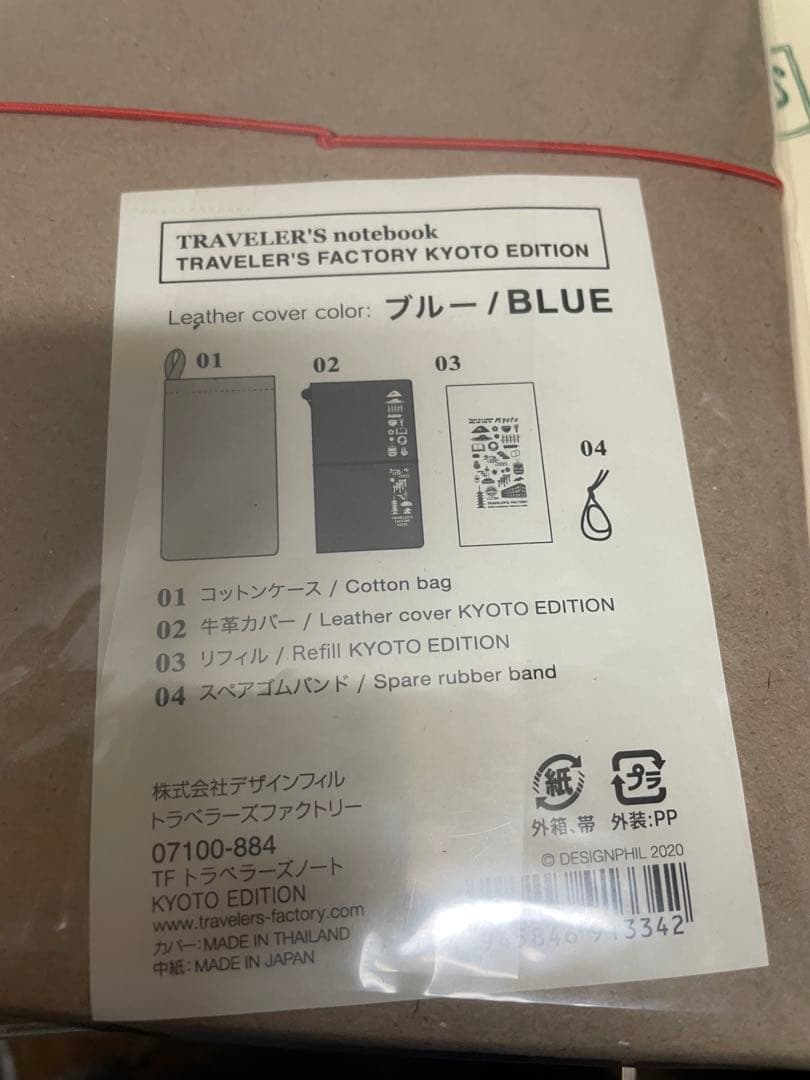 TRAVELER'S notebook
TRAVELER'S FACTORY KYOTO EDITION
Leather cover color: ブルー / BLUE
01
02
03
04
Kyoto
01 コットンケース / Cotton bag
02 牛革カバー / Leather cover KYOTO EDITION
03 リフィル / Refill KYOTO EDITION
04 スペアゴムバンド / Spare rubber band
株式会社デザインフィル
トラベラーズファクトリー
07100-884
TF トラベラーズノート
KYOTO EDITION
www.travelers-factory.com
カバー: MADE IN THAILAND
中紙: MADE IN JAPAN
紙
プラ
外箱、帯
外装:PP
© DESIGNPHIL 2020